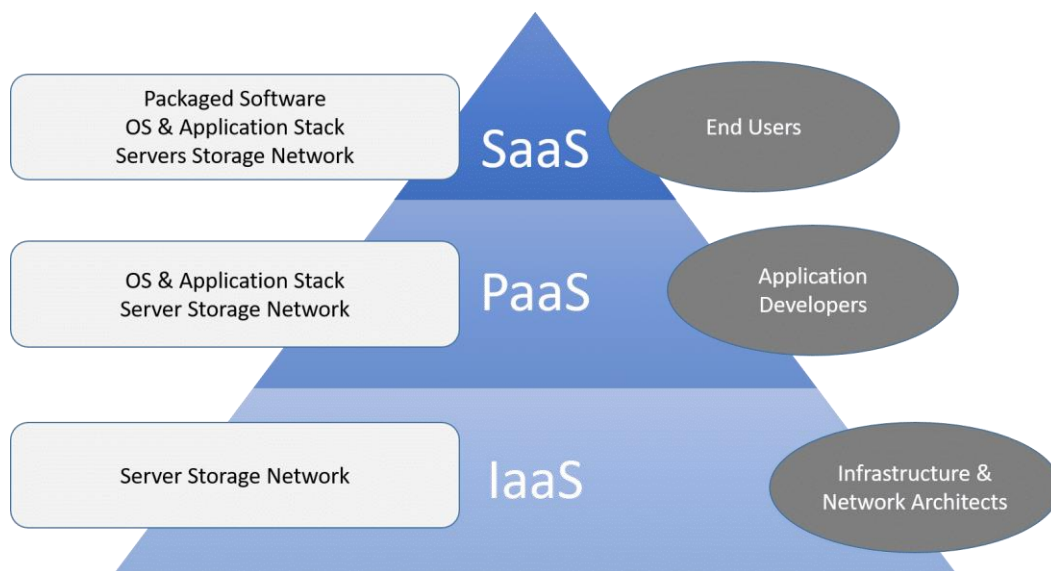 Packaged Software
OS & Application Stack
Servers Storage Network
SaaS
End Users
OS & Application Stack
Server Storage Network
PaaS
Application
Developers
Server Storage Network
IaaS
Infrastructure &
Network Architects